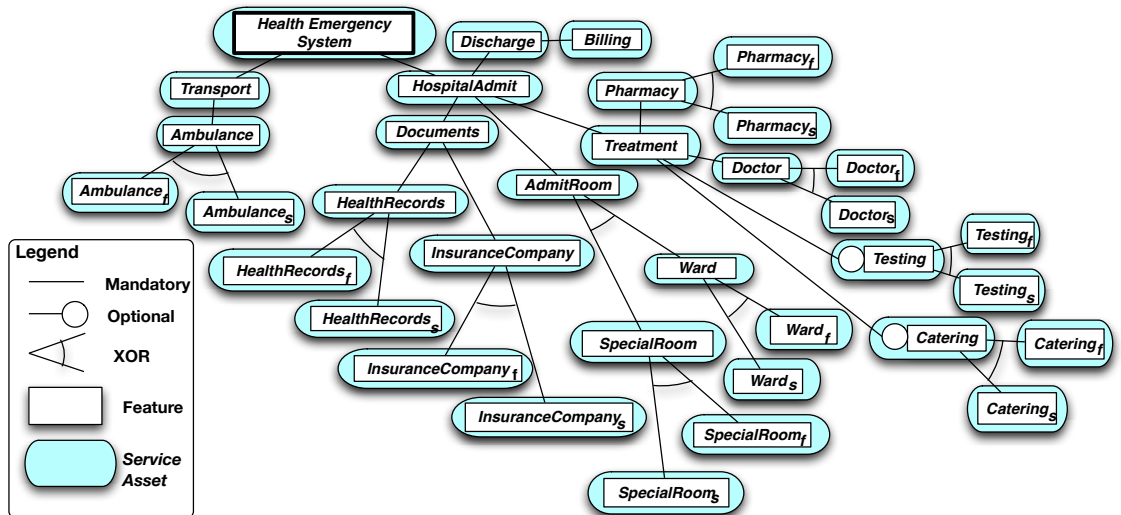 Health Emergency
System
Discharge
Billing
Pharmacy_f
Transport
HospitalAdmit
Pharmacy
Ambulance
Documents
Pharmacy_s
Treatment
Doctor
Doctor_f
Ambulance_f
Ambulance_s
HealthRecords
AdmitRoom
Doctor_s
Testing_f
Testing
Testing_s
HealthRecords_f
InsuranceCompany
Ward
HealthRecords_s
SpecialRoom
Ward_f
Catering
Catering_f
InsuranceCompany_f
Ward_s
Catering_s
InsuranceCompany_s
SpecialRoom_f
SpecialRoom_s
Legend
Mandatory
Optional
XOR
Feature
Service
Asset